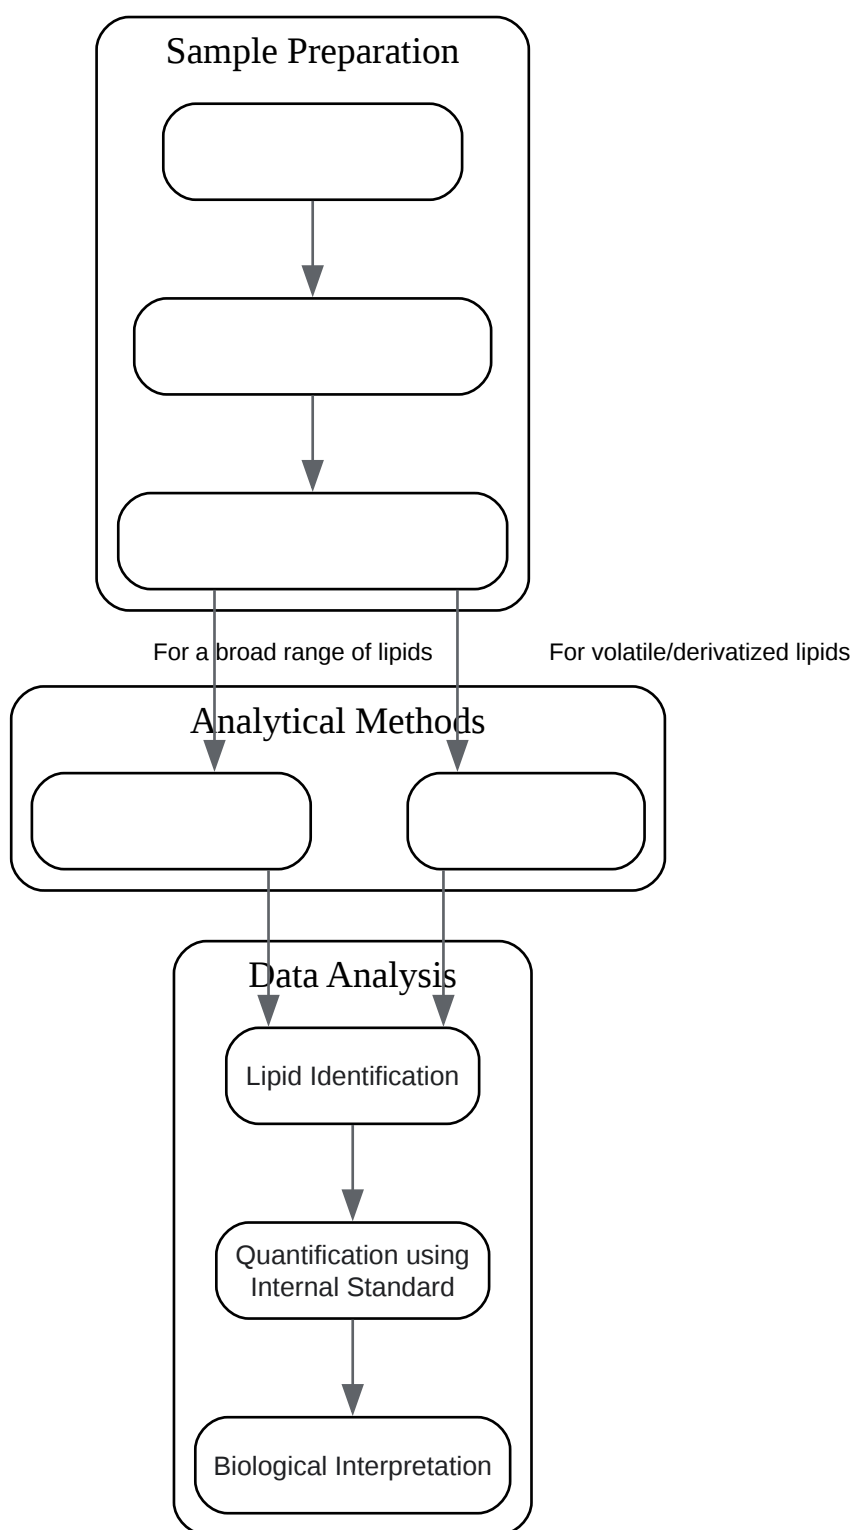 Sample Preparation
For a broad range of lipids
For volatile/derivatized lipids
Analytical Methods
Data Analysis
Lipid Identification
Quantification using
Internal Standard
Biological Interpretation